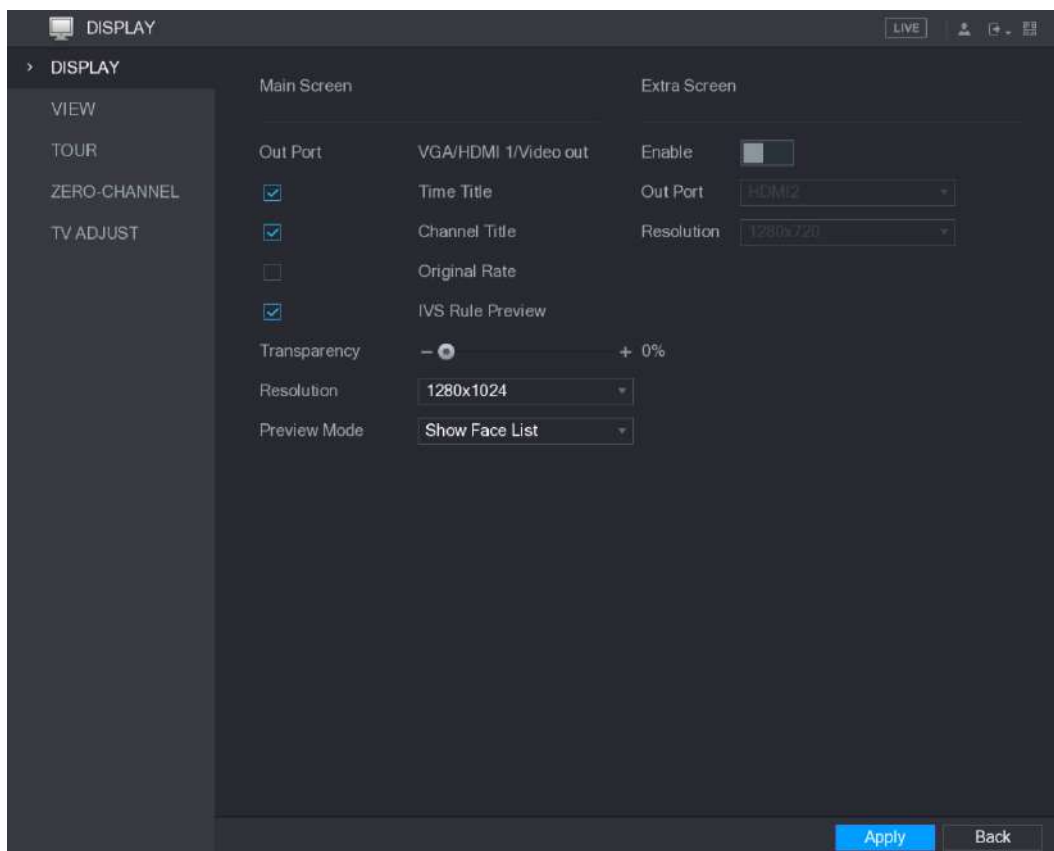 DISPLAY
LIVE
DISPLAY
VIEW
TOUR
ZERO-CHANNEL
TV ADJUST
Main Screen
Out Port VGA/HDMI 1/Video out
Time Title
Channel Title
Original Rate
IVS Rule Preview
Transparency − + 0%
Resolution 1280x1024
Preview Mode Show Face List
Extra Screen
Enable
Out Port HDMI2
Resolution 1280x720
Apply Back